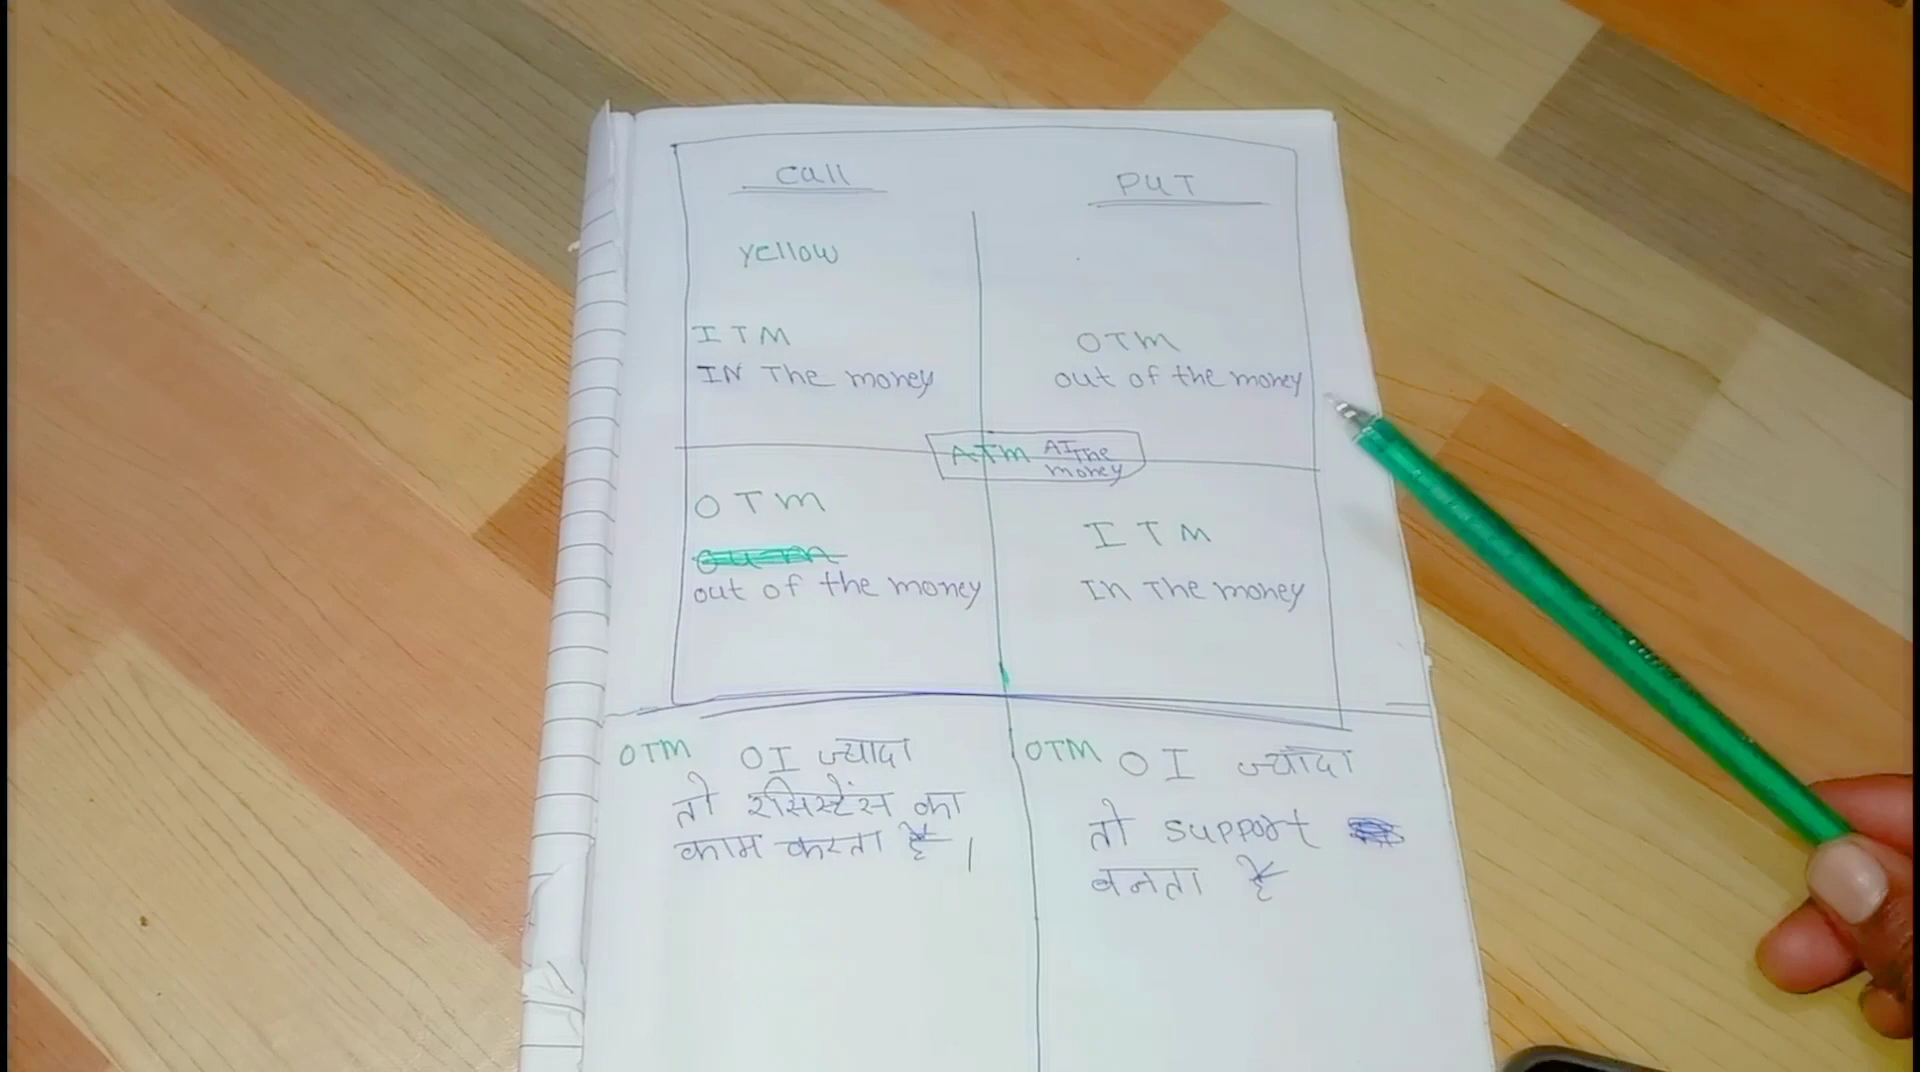 Call
PUT
Yellow
ITM
IN The money
OTM
out of the money
ATM AT The money
OTM
out of the money
ITM
In The money
OTM OI ज्यादा
तो रेसिस्टेंस का
काम करता है।
OTM OI ज्यादा
तो support
बनता है